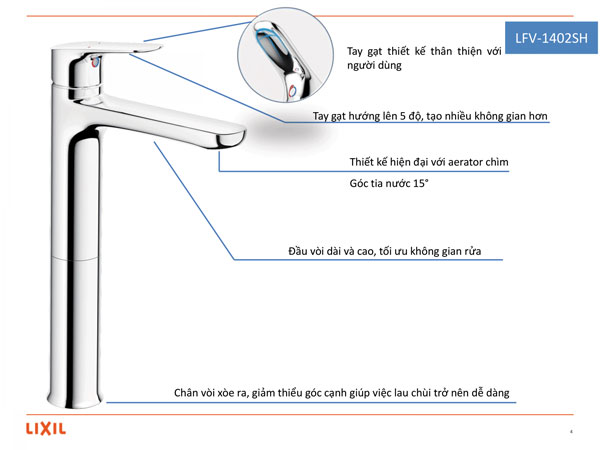 LFV-1402SH
Tay gạt thiết kế thân thiện với
người dùng
Tay gạt hướng lên 5 độ, tạo nhiều không gian hơn
Thiết kế hiện đại với aerator chìm
Góc tia nước 15°
Đầu vòi dài và cao, tối ưu không gian rửa
Chân vòi xòe ra, giảm thiểu góc cạnh giúp việc lau chùi trở nên dễ dàng
LIXIL